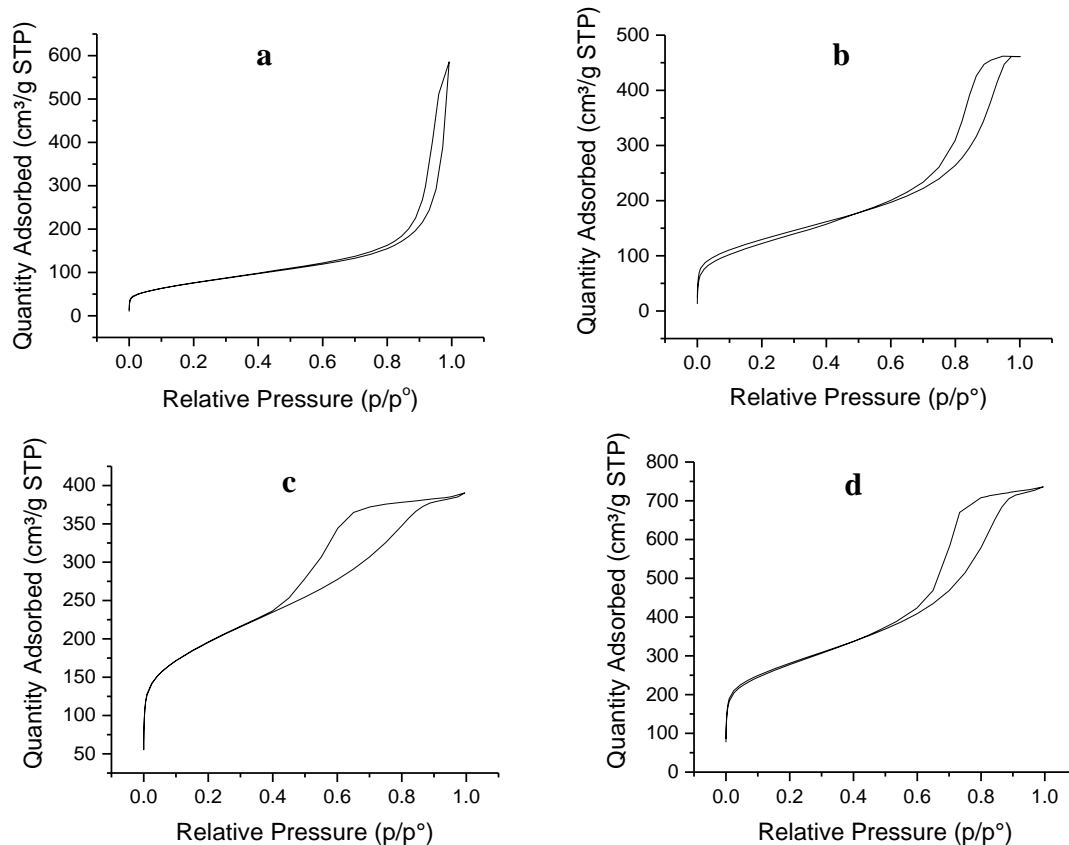 a
Quantity Adsorbed (cm³/g STP)
600
500
400
300
200
100
0
0.0 0.2 0.4 0.6 0.8 1.0
Relative Pressure (p/pº)
b
Quantity Adsorbed (cm³/g STP)
500
400
300
200
100
0
0.0 0.2 0.4 0.6 0.8 1.0
Relative Pressure (p/p°)
c
Quantity Adsorbed (cm³/g STP)
400
350
300
250
200
150
100
50
0.0 0.2 0.4 0.6 0.8 1.0
Relative Pressure (p/p°)
d
Quantity Adsorbed (cm³/g STP)
800
700
600
500
400
300
200
100
0
0.0 0.2 0.4 0.6 0.8 1.0
Relative Pressure (p/p°)